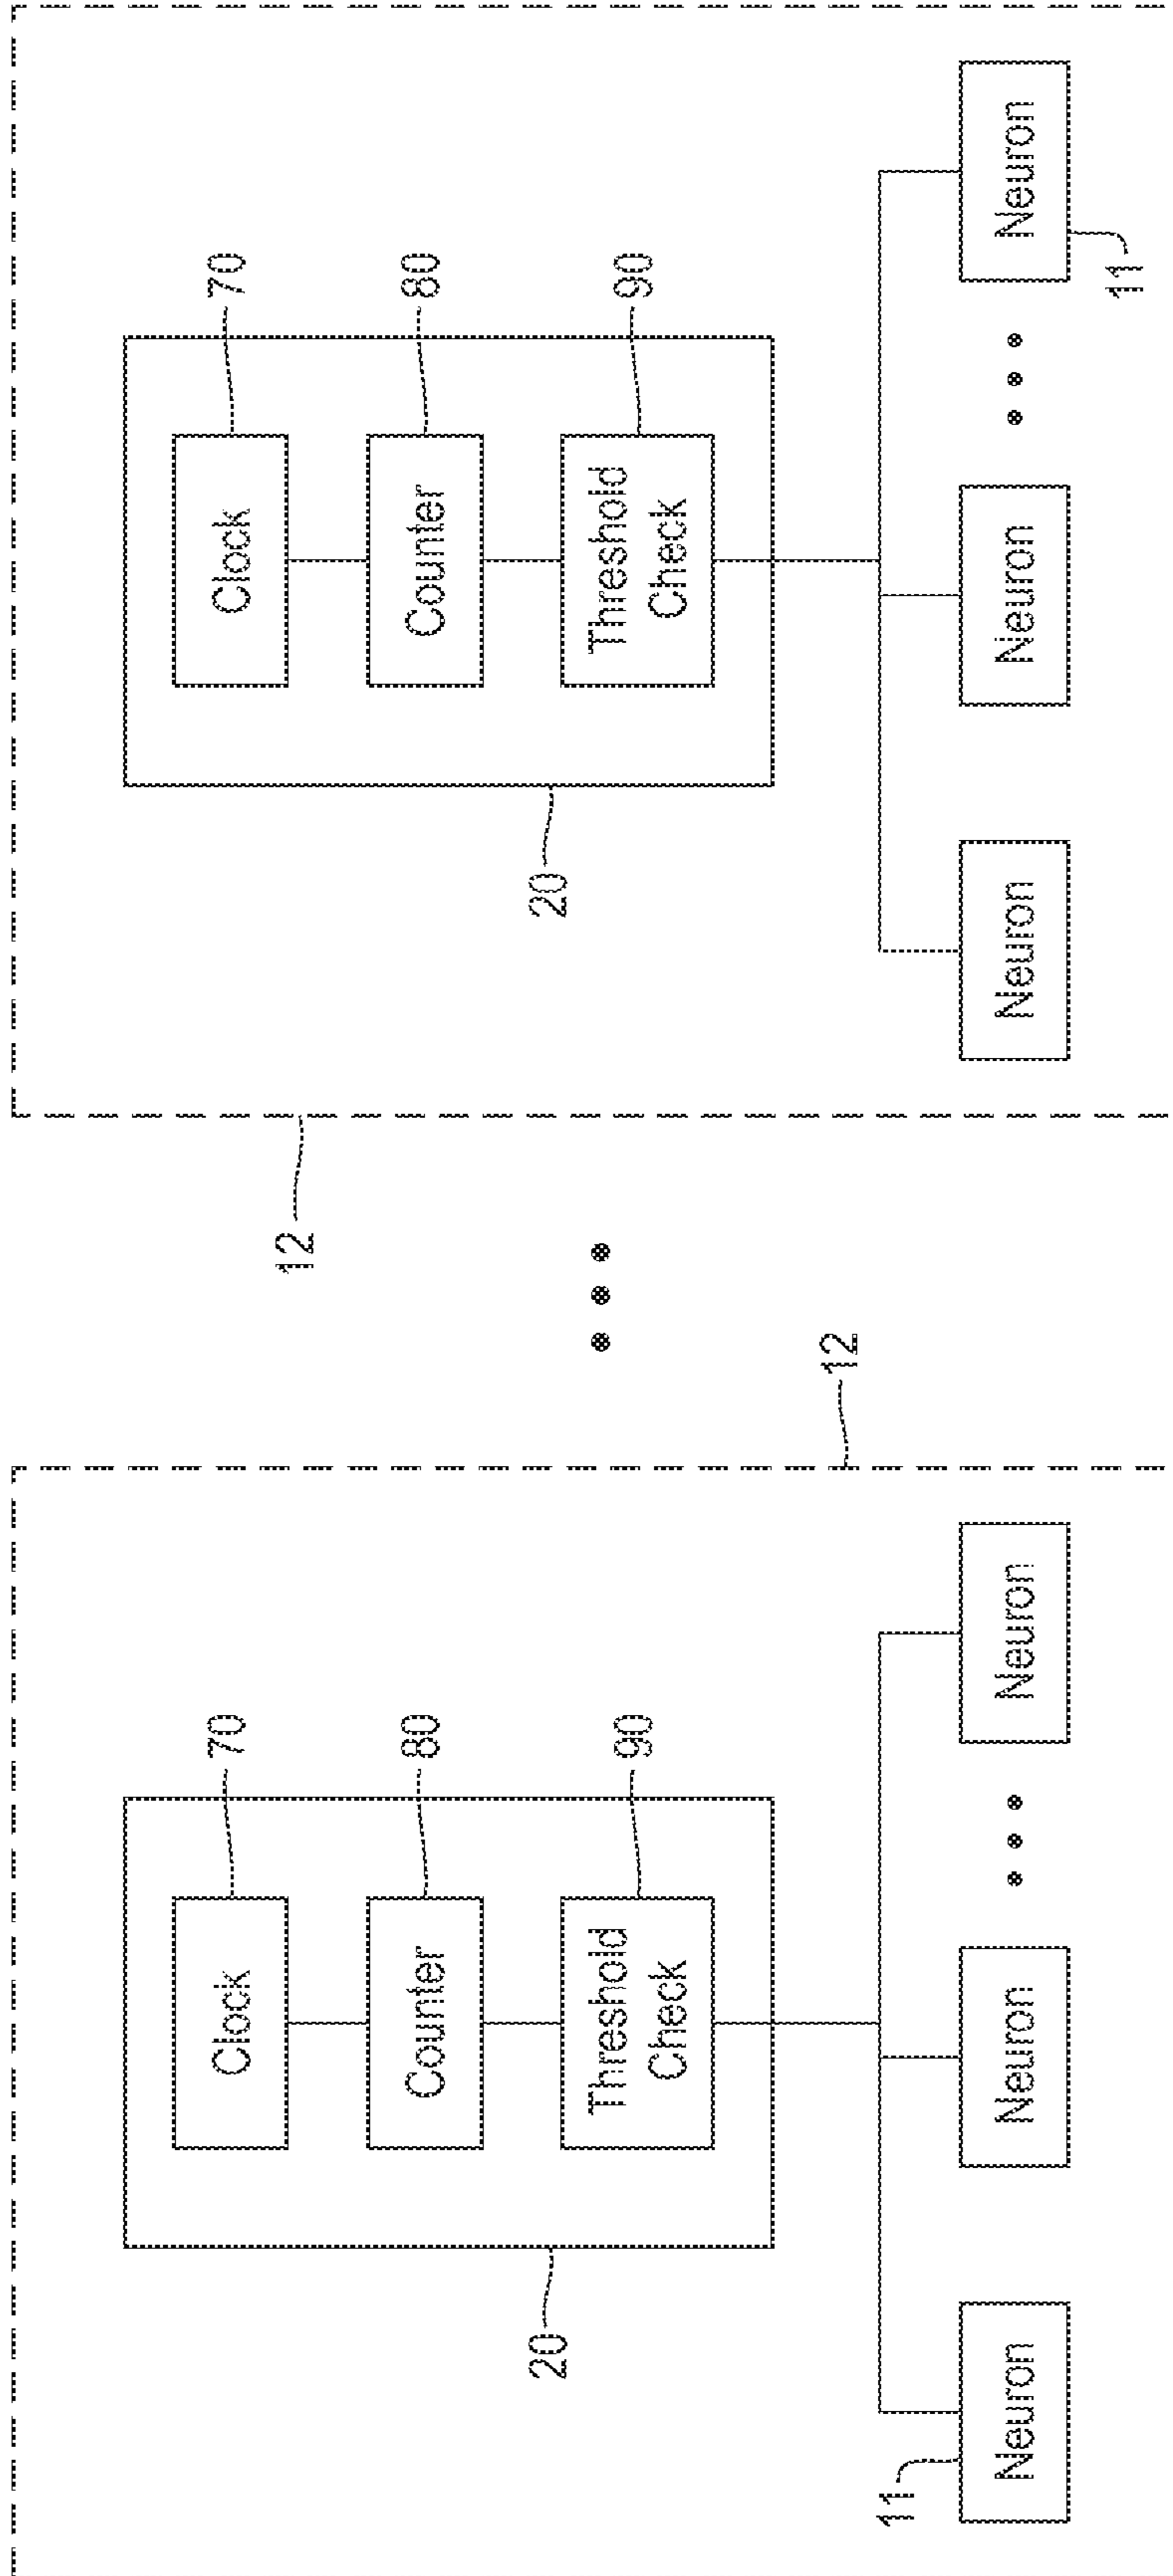 Clock
70
Counter
80
Threshold
Check
90
20
12
Neuron
Neuron
Neuron
11
12
Clock
70
Counter
80
Threshold
Check
90
20
Neuron
Neuron
Neuron
11